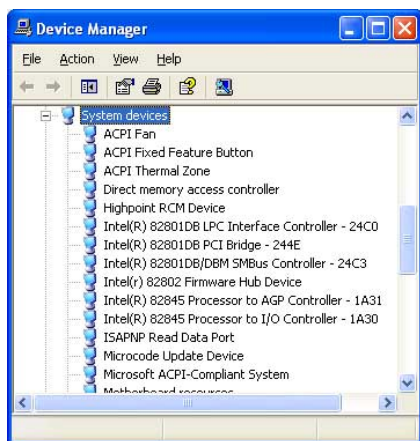 Device Manager
File Action View Help
System devices
ACPI Fan
ACPI Fixed Feature Button
ACPI Thermal Zone
Direct memory access controller
Highpoint RCM Device
Intel(R) 82801DB LPC Interface Controller - 24C0
Intel(R) 82801DB PCI Bridge - 244E
Intel(R) 82801DB/DBM SMBus Controller - 24C3
Intel(r) 82802 Firmware Hub Device
Intel(R) 82845 Processor to AGP Controller - 1A31
Intel(R) 82845 Processor to I/O Controller - 1A30
ISAPNP Read Data Port
Microcode Update Device
Microsoft ACPI-Compliant System
Motherboard resources